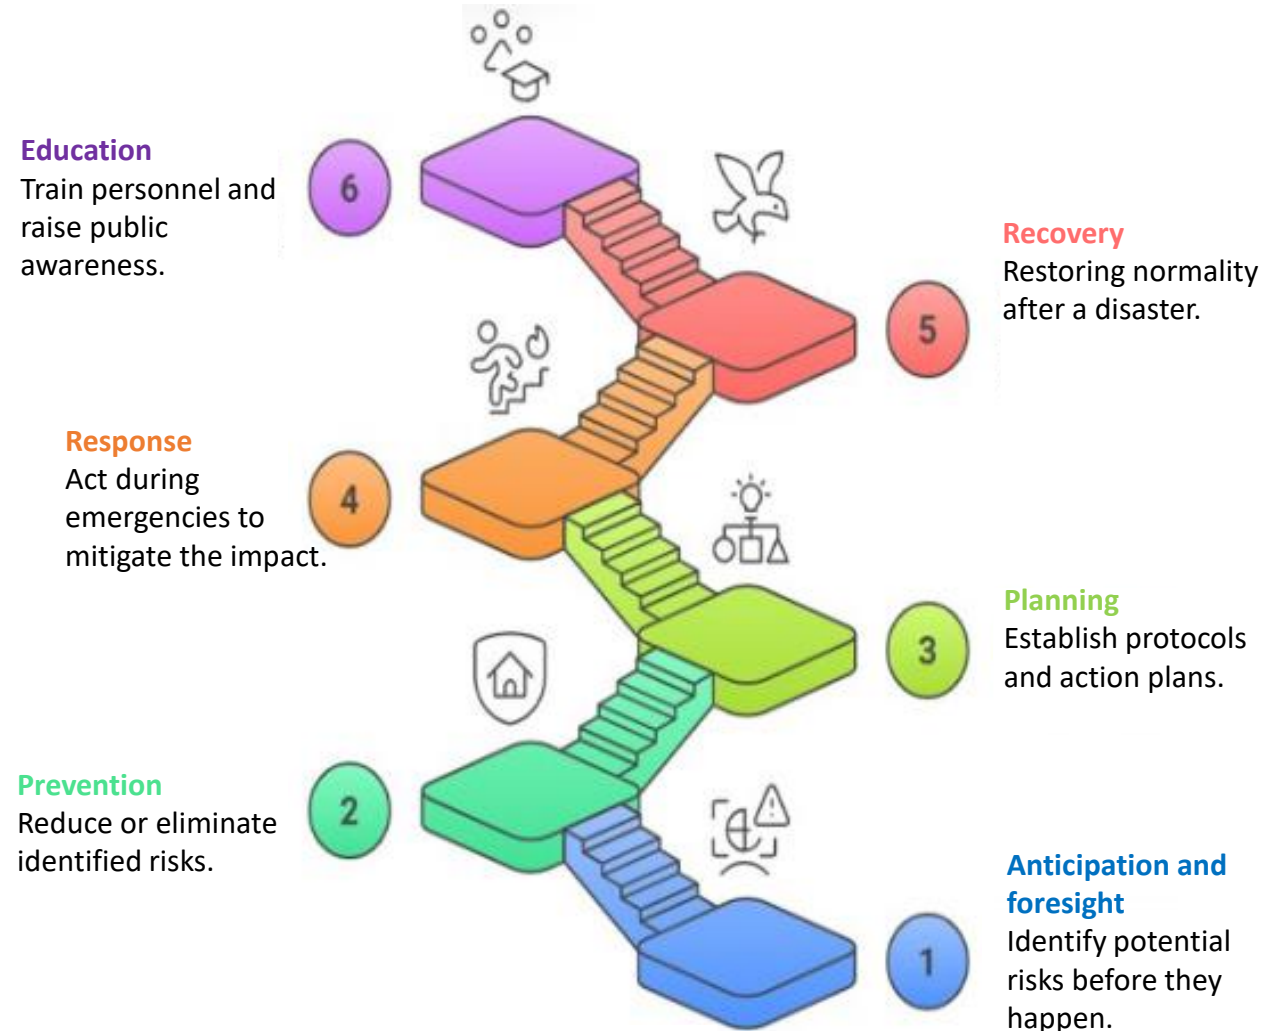 Education
Train personnel and
raise public
awareness.
6
Recovery
Restoring normality
after a disaster.
5
Response
Act during
emergencies to
mitigate the impact.
4
Planning
Establish protocols
and action plans.
3
Prevention
Reduce or eliminate
identified risks.
2
Anticipation and
foresight
Identify potential
risks before they
happen.
1